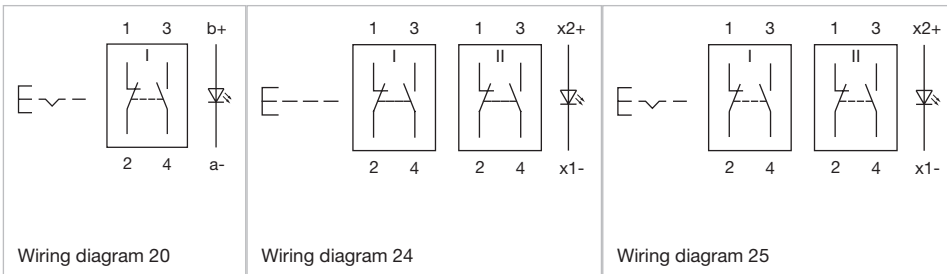 1 3 b+
I
2 4 a-
Wiring diagram 20
1 3 1 3 x2+
I II
2 4 2 4 x1-
Wiring diagram 24
1 3 1 3 x2+
I II
2 4 2 4 x1-
Wiring diagram 25